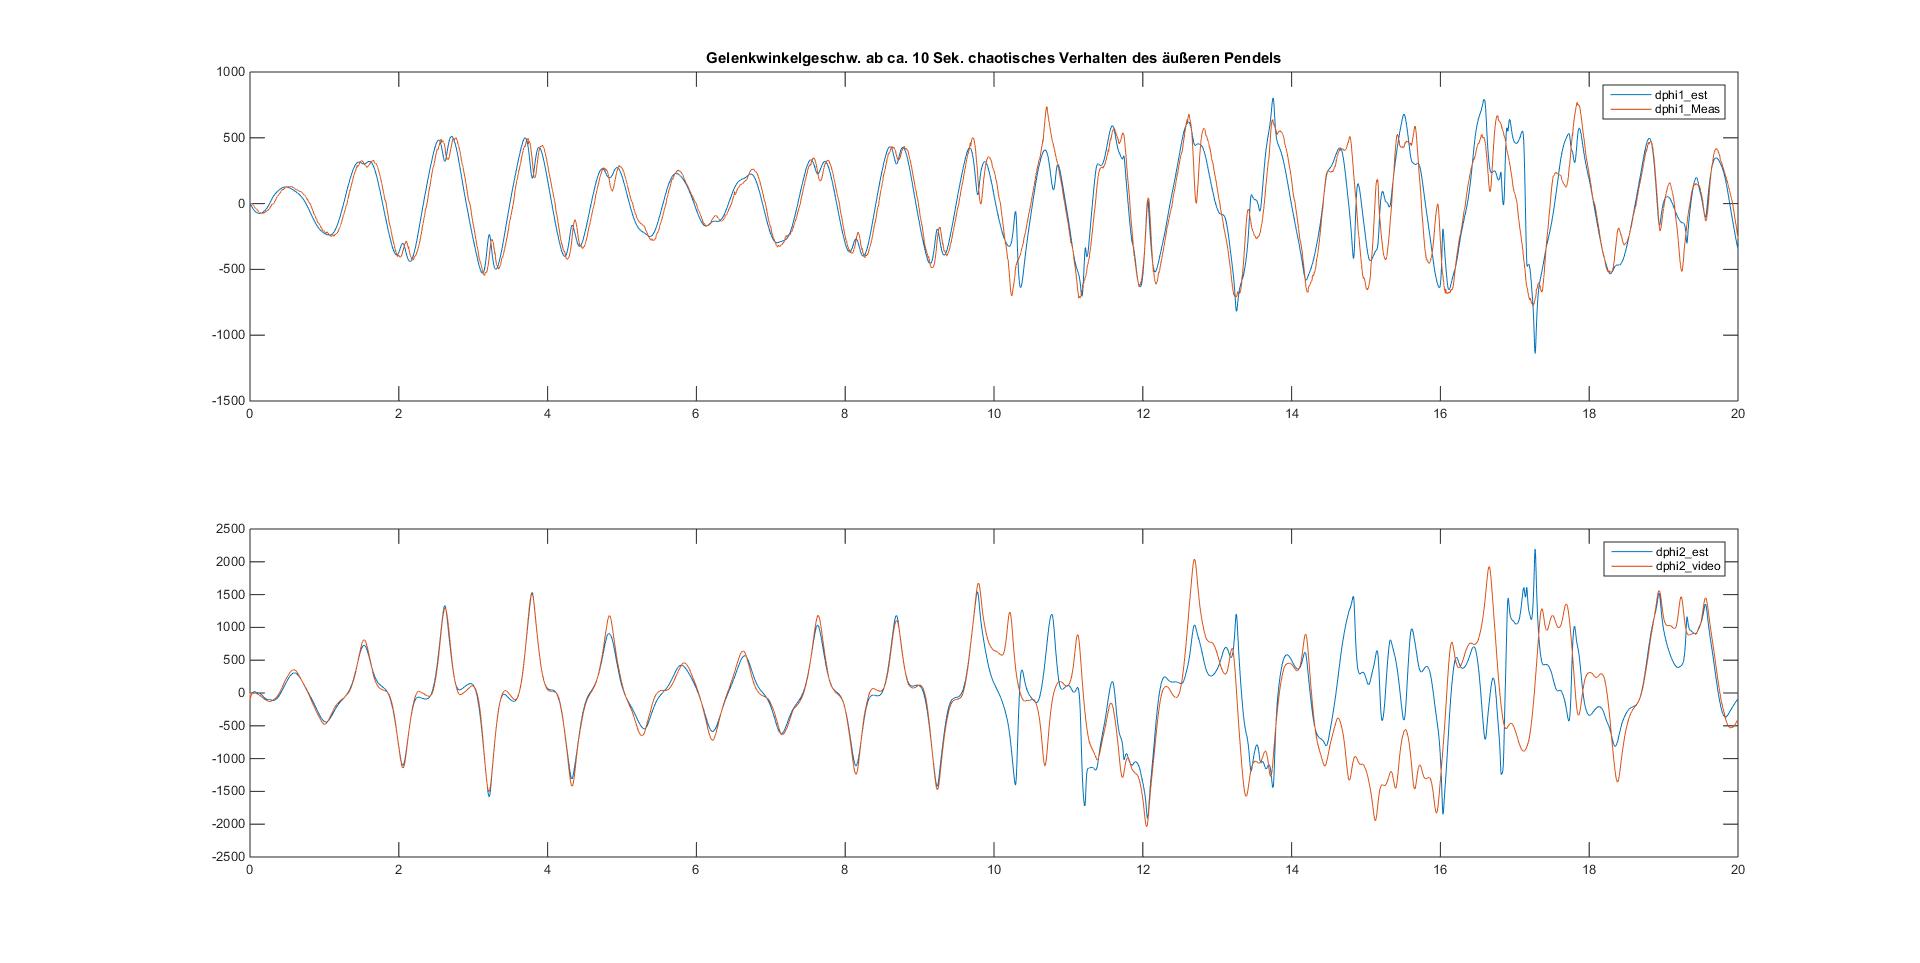 Gelenkwinkelgeschw. ab ca. 10 Sek. chaotisches Verhalten des äußeren Pendels
1000
500
0
-500
-1000
-1500
dphi1_est
dphi1_Meas
0 2 4 6 8 10 12 14 16 18 20
2500
2000
1500
1000
500
0
-500
-1000
-1500
-2000
-2500
dphi2_est
dphi2_video
0 2 4 6 8 10 12 14 16 18 20